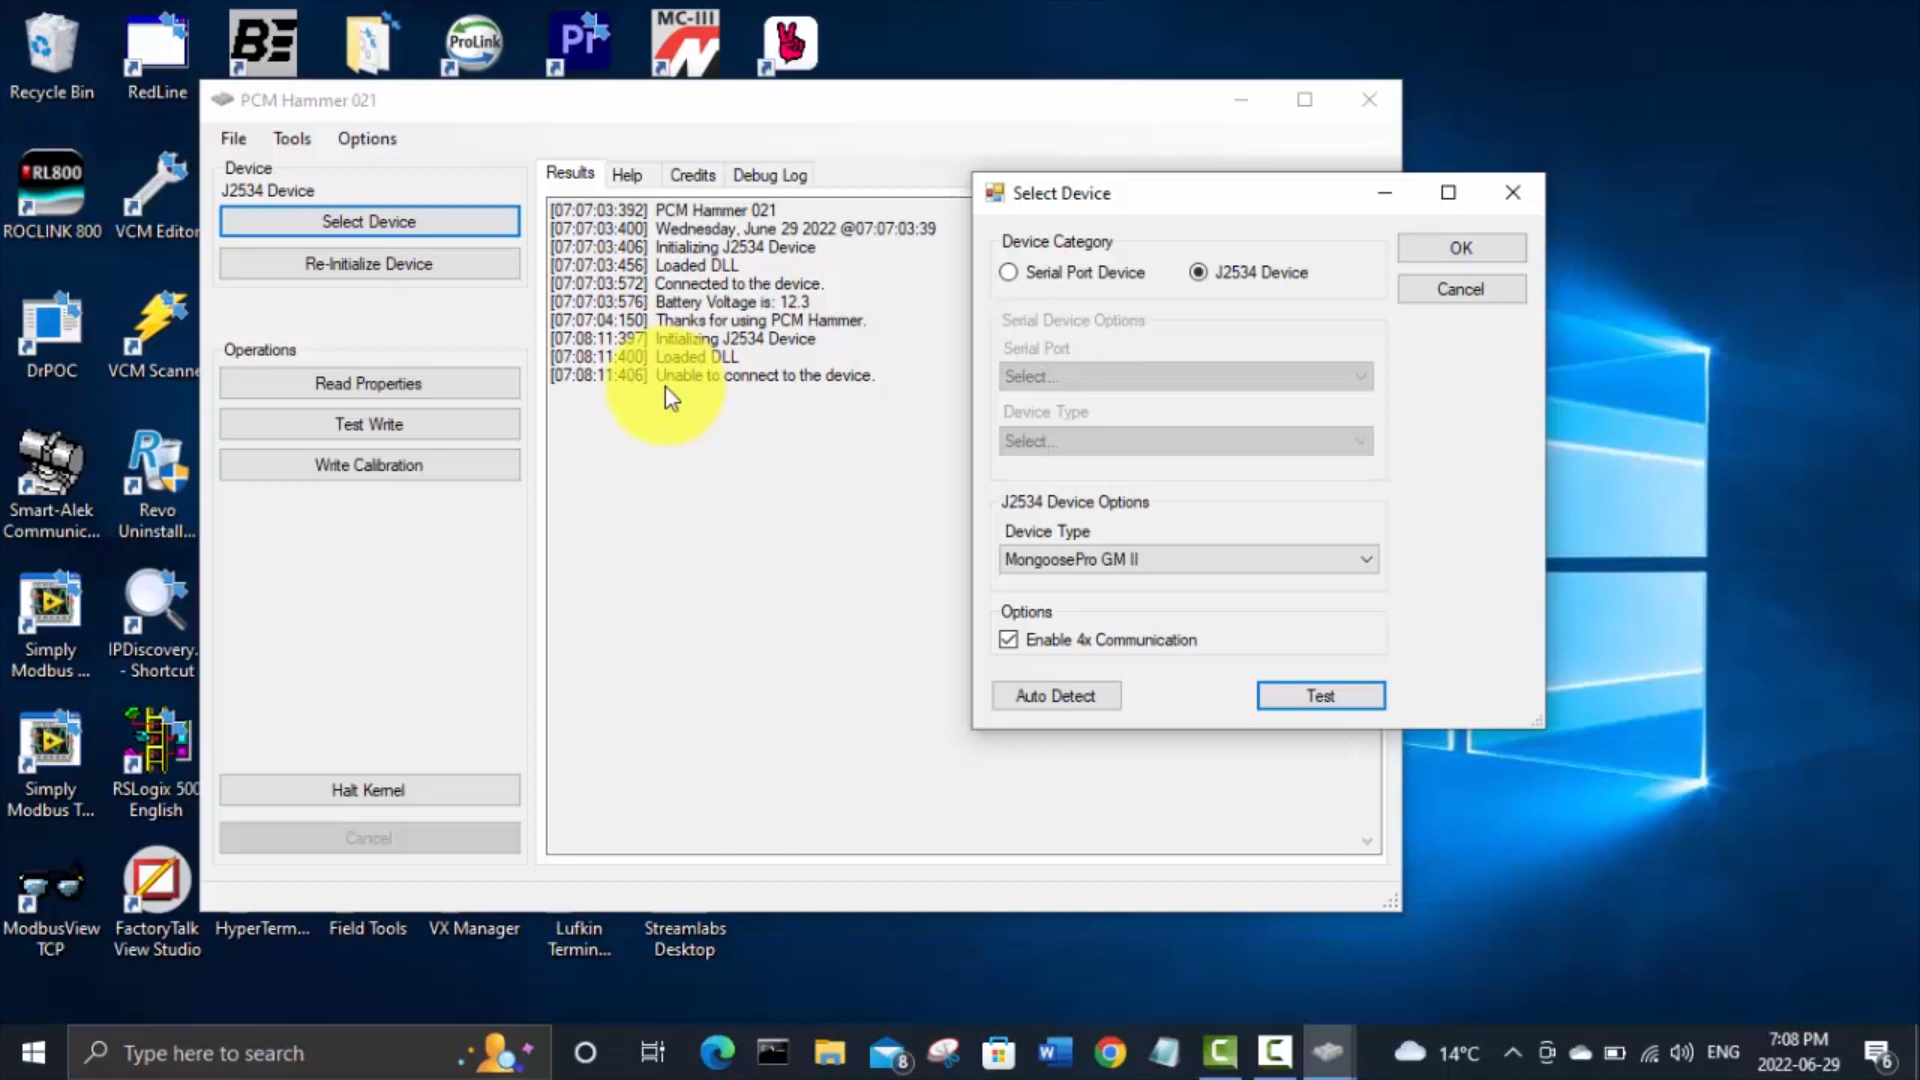 MC-III
BE
ProLink
Pr
Recycle Bin
RedLine
PCM Hammer 021
File
Tools
Options
Device
J2534 Device
Select Device
Re-Initialize Device
Operations
Read Properties
Test Write
Write Calibration
Halt Kernel
Cancel
Results
Help
Credits
Debug Log
[07:07:03:392] PCM Hammer 021
[07:07:03:400] Wednesday, June 29 2022 @07:07:03:39
[07:07:03:406] Initializing J2534 Device
[07:07:03:456] Loaded DLL
[07:07:03:572] Connected to the device.
[07:07:03:576] Battery Voltage is: 12.3
[07:07:04:150] Thanks for using PCM Hammer.
[07:08:11:397] Initializing J2534 Device
[07:08:11:400] Loaded DLL
[07:08:11:406] Unable to connect to the device.
Select Device
Device Category
Serial Port Device
J2534 Device
OK
Cancel
Serial Device Options
Serial Port
Select...
Device Type
Select...
J2534 Device Options
Device Type
MongoosePro GM II
Options
Enable 4x Communication
Auto Detect
Test
RL800
ROCLINK 800
VCM Editor
DrPOC
VCM Scanne
Smart-Alek
Communic...
Revo
Uninstall...
Simply
Modbus ...
IPDiscovery.
- Shortcut
Simply
Modbus T...
RSLogix 500
English
ModbusView
TCP
FactoryTalk
View Studio
HyperTerm...
Field Tools
VX Manager
Lufkin
Termin...
Streamlabs
Desktop
Type here to search
8
14°C
ENG
7:08 PM
2022-06-29
6